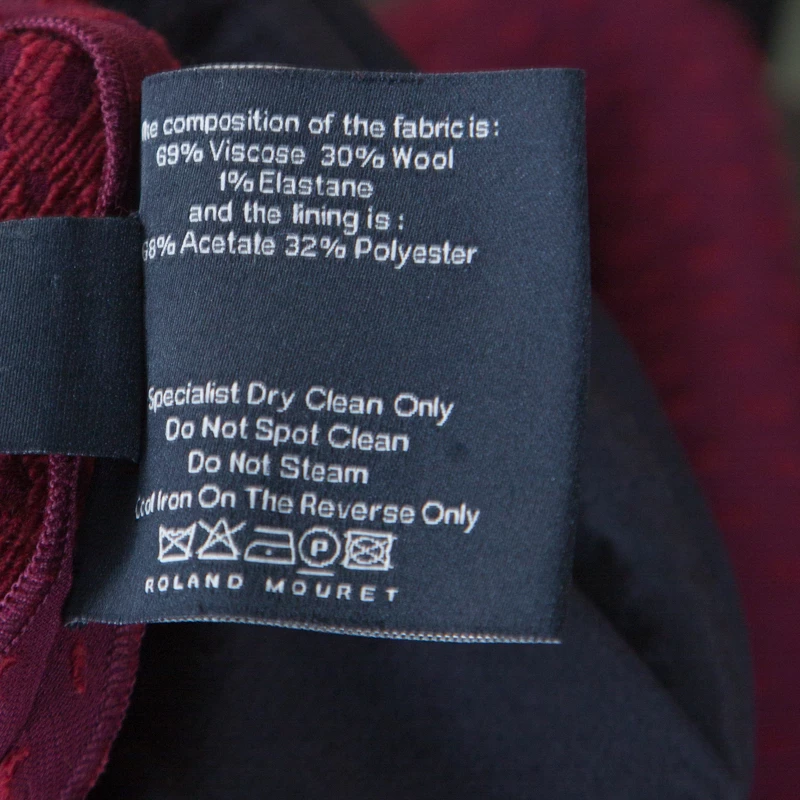 The composition of the fabric is:
69% Viscose 30% Wool
1% Elastane
and the lining is:
68% Acetate 32% Polyester
Specialist Dry Clean Only
Do Not Spot Clean
Do Not Steam
Cool Iron On The Reverse Only
P
ROLAND MOURET